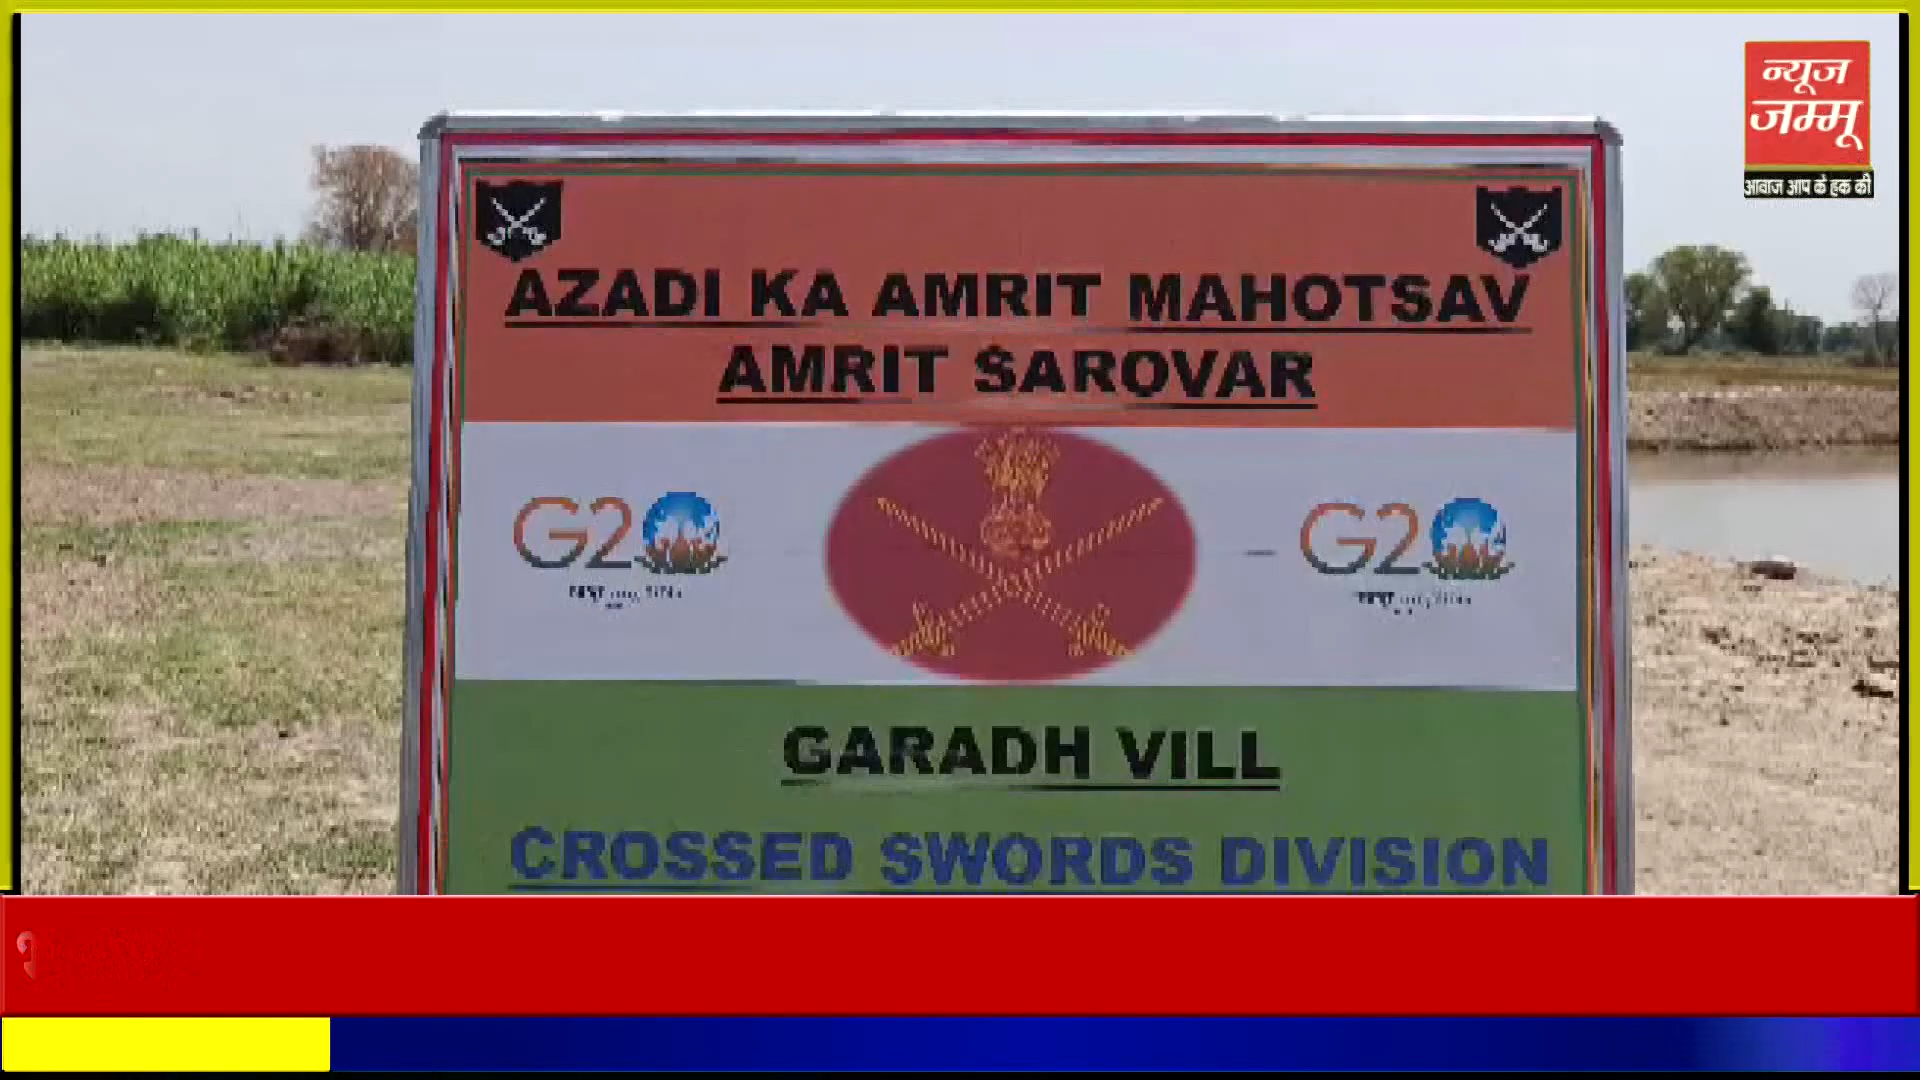 न्यूज
जम्मू
आवाज आप के हक की
AZADI KA AMRIT MAHOTSAV
AMRIT SAROVAR
G20
G20
GARADH VILL
CROSSED SWORDS DIVISION